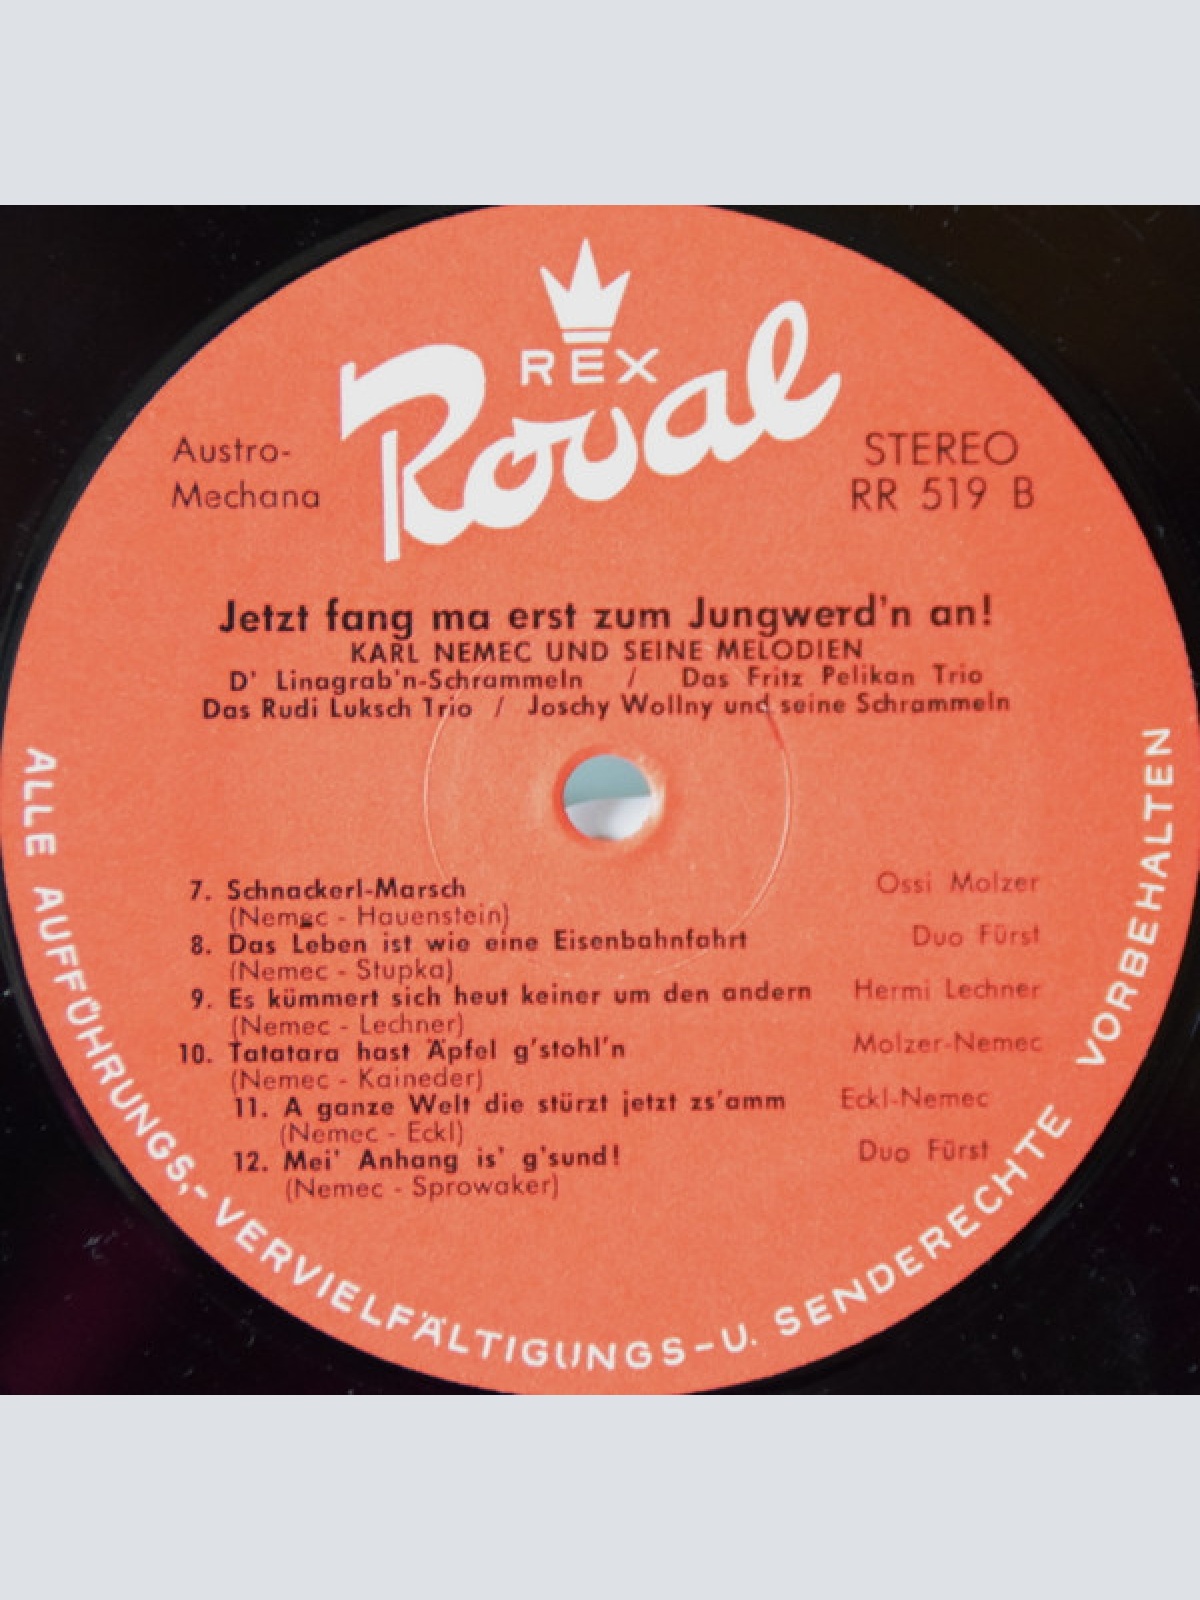 REX
Royal
Austro-
Mechana
STEREO
RR 519 B
Jetzt fang ma erst zum Jungwerd'n an!
KARL NEMEC UND SEINE MELODIEN
D' Linagrab'n-Schrammeln / Das Fritz Pelikan Trio
Das Rudi Luksch Trio / Joschy Wollny und seine Schrammeln
7. Schnackerl-Marsch Ossi Molzer
(Nemec - Hauenstein)
8. Das Leben ist wie eine Eisenbahnfahrt Duo Fürst
(Nemec - Stupka)
9. Es kümmert sich heut keiner um den andern Hermi Lechner
(Nemec - Lechner)
10. Tatatara hast Äpfel g'stohl'n Molzer-Nemec
(Nemec - Kaineder)
11. A ganze Welt die stürzt jetzt zs'amm Eckl-Nemec
(Nemec - Eckl)
12. Mei' Anhang is' g'sund! Duo Fürst
(Nemec - Sprowaker)
ALLE AUFFÜHRUNGS,- VERVIELFÄLTIGUNGS-U. SENDERECHTE VORBEHALTEN